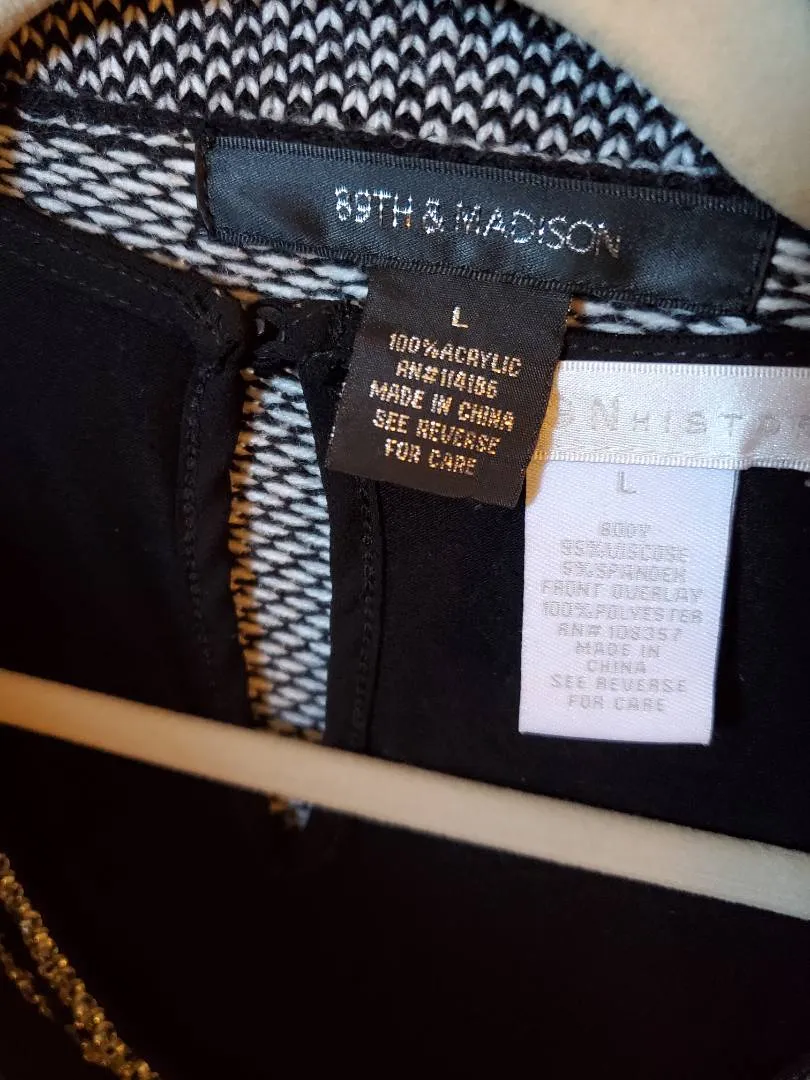 89TH & MADISON
L
100% ACRYLIC
RN# 114186
MADE IN CHINA
SEE REVERSE
FOR CARE
L
BODY
95% VISCOSE
5% SPANDEX
FRONT OVERLAY
100% POLYESTER
RN# 108357
MADE IN
CHINA
SEE REVERSE
FOR CARE